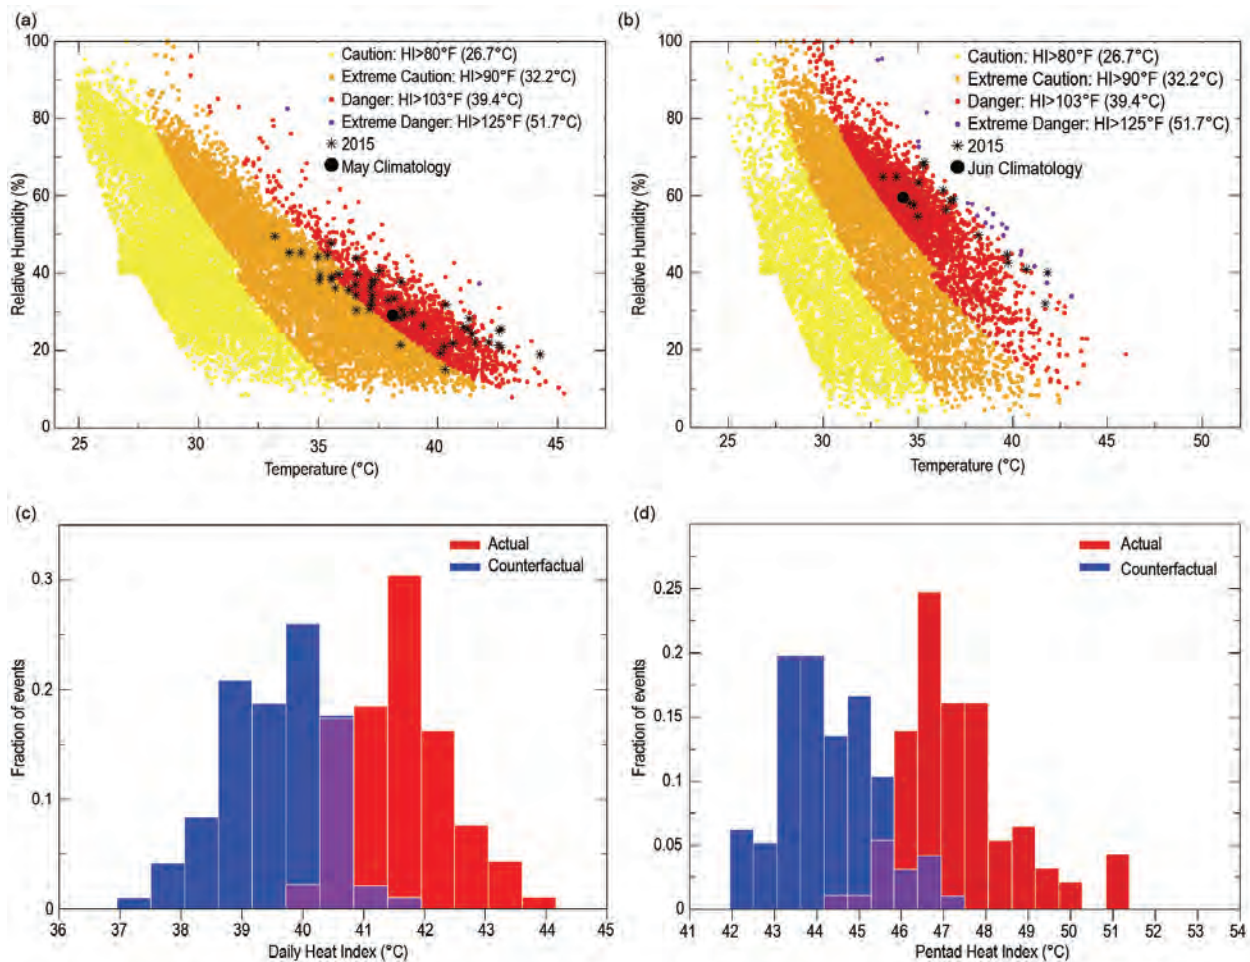 (a)
Caution: HI>80°F (26.7°C)
Extreme Caution: HI>90°F (32.2°C)
Danger: HI>103°F (39.4°C)
Extreme Danger: HI>125°F (51.7°C)
2015
May Climatology
100
80
60
40
20
0
Relative Humidity (%)
25
30
35
40
45
Temperature (°C)
(b)
Caution: HI>80°F (26.7°C)
Extreme Caution: HI>90°F (32.2°C)
Danger: HI>103°F (39.4°C)
Extreme Danger: HI>125°F (51.7°C)
2015
Jun Climatology
100
80
60
40
20
0
Relative Humidity (%)
25
30
35
40
45
50
Temperature (°C)
(c)
Actual
Counterfactual
0.3
0.2
0.1
0
Fraction of events
36
37
38
39
40
41
42
43
44
45
Daily Heat Index (°C)
(d)
Actual
Counterfactual
0.25
0.2
0.15
0.1
0.05
0
Fraction of events
41
42
43
44
45
46
47
48
49
50
51
52
53
54
Pentad Heat Index (°C)